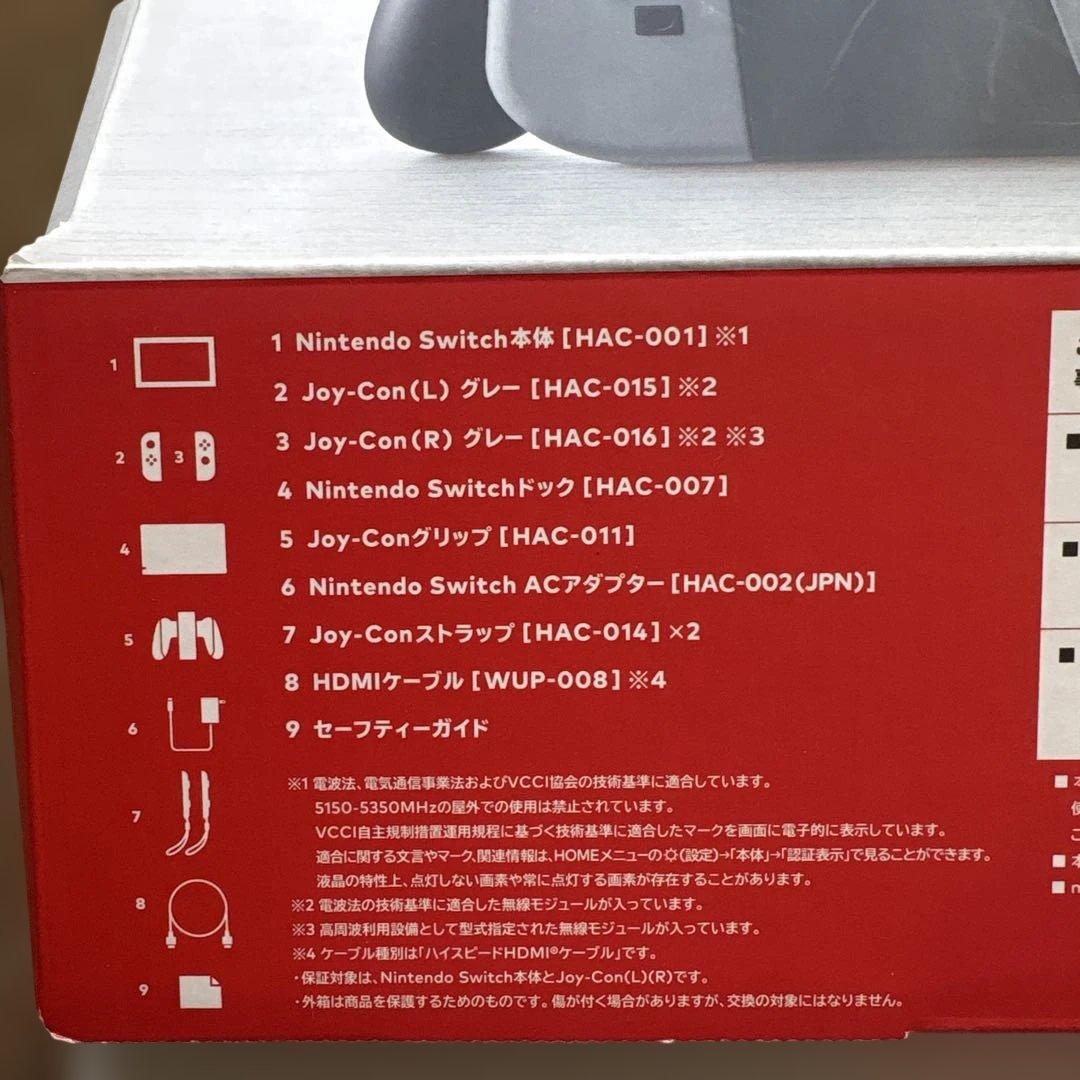 1 Nintendo Switch本体[HAC-001]※1
2 Joy-Con(L) グレー[HAC-015]※2
3 Joy-Con(R) グレー[HAC-016]※2 ※3
4 Nintendo Switchドック[HAC-007]
5 Joy-Conグリップ[HAC-011]
6 Nintendo Switch ACアダプター[HAC-002(JPN)]
7 Joy-Conストラップ[HAC-014]×2
8 HDMIケーブル[WUP-008]※4
9 セーフティーガイド
1
2 3
4
5
6
7
8
9
※1 電波法、電気通信事業法およびVCCI協会の技術基準に適合しています。
5150-5350MHzの屋外での使用は禁止されています。
VCCI自主規制措置運用規程に基づく技術基準に適合したマークを画面に電子的に表示しています。
適合に関する文言やマーク、関連情報は、HOMEメニューの(設定)→「本体」→「認証表示」で見ることができます。
液晶の特性上、点灯しない画素や常に点灯する画素が存在することがあります。
※2 電波法の技術基準に適合した無線モジュールが入っています。
※3 高周波利用設備として型式指定された無線モジュールが入っています。
※4 ケーブル種別は「ハイスピードHDMI®ケーブル」です。
・保証対象は、Nintendo Switch本体とJoy-Con(L)(R)です。
・外箱は商品を保護するためのものです。傷が付く場合がありますが、交換の対象にはなりません。